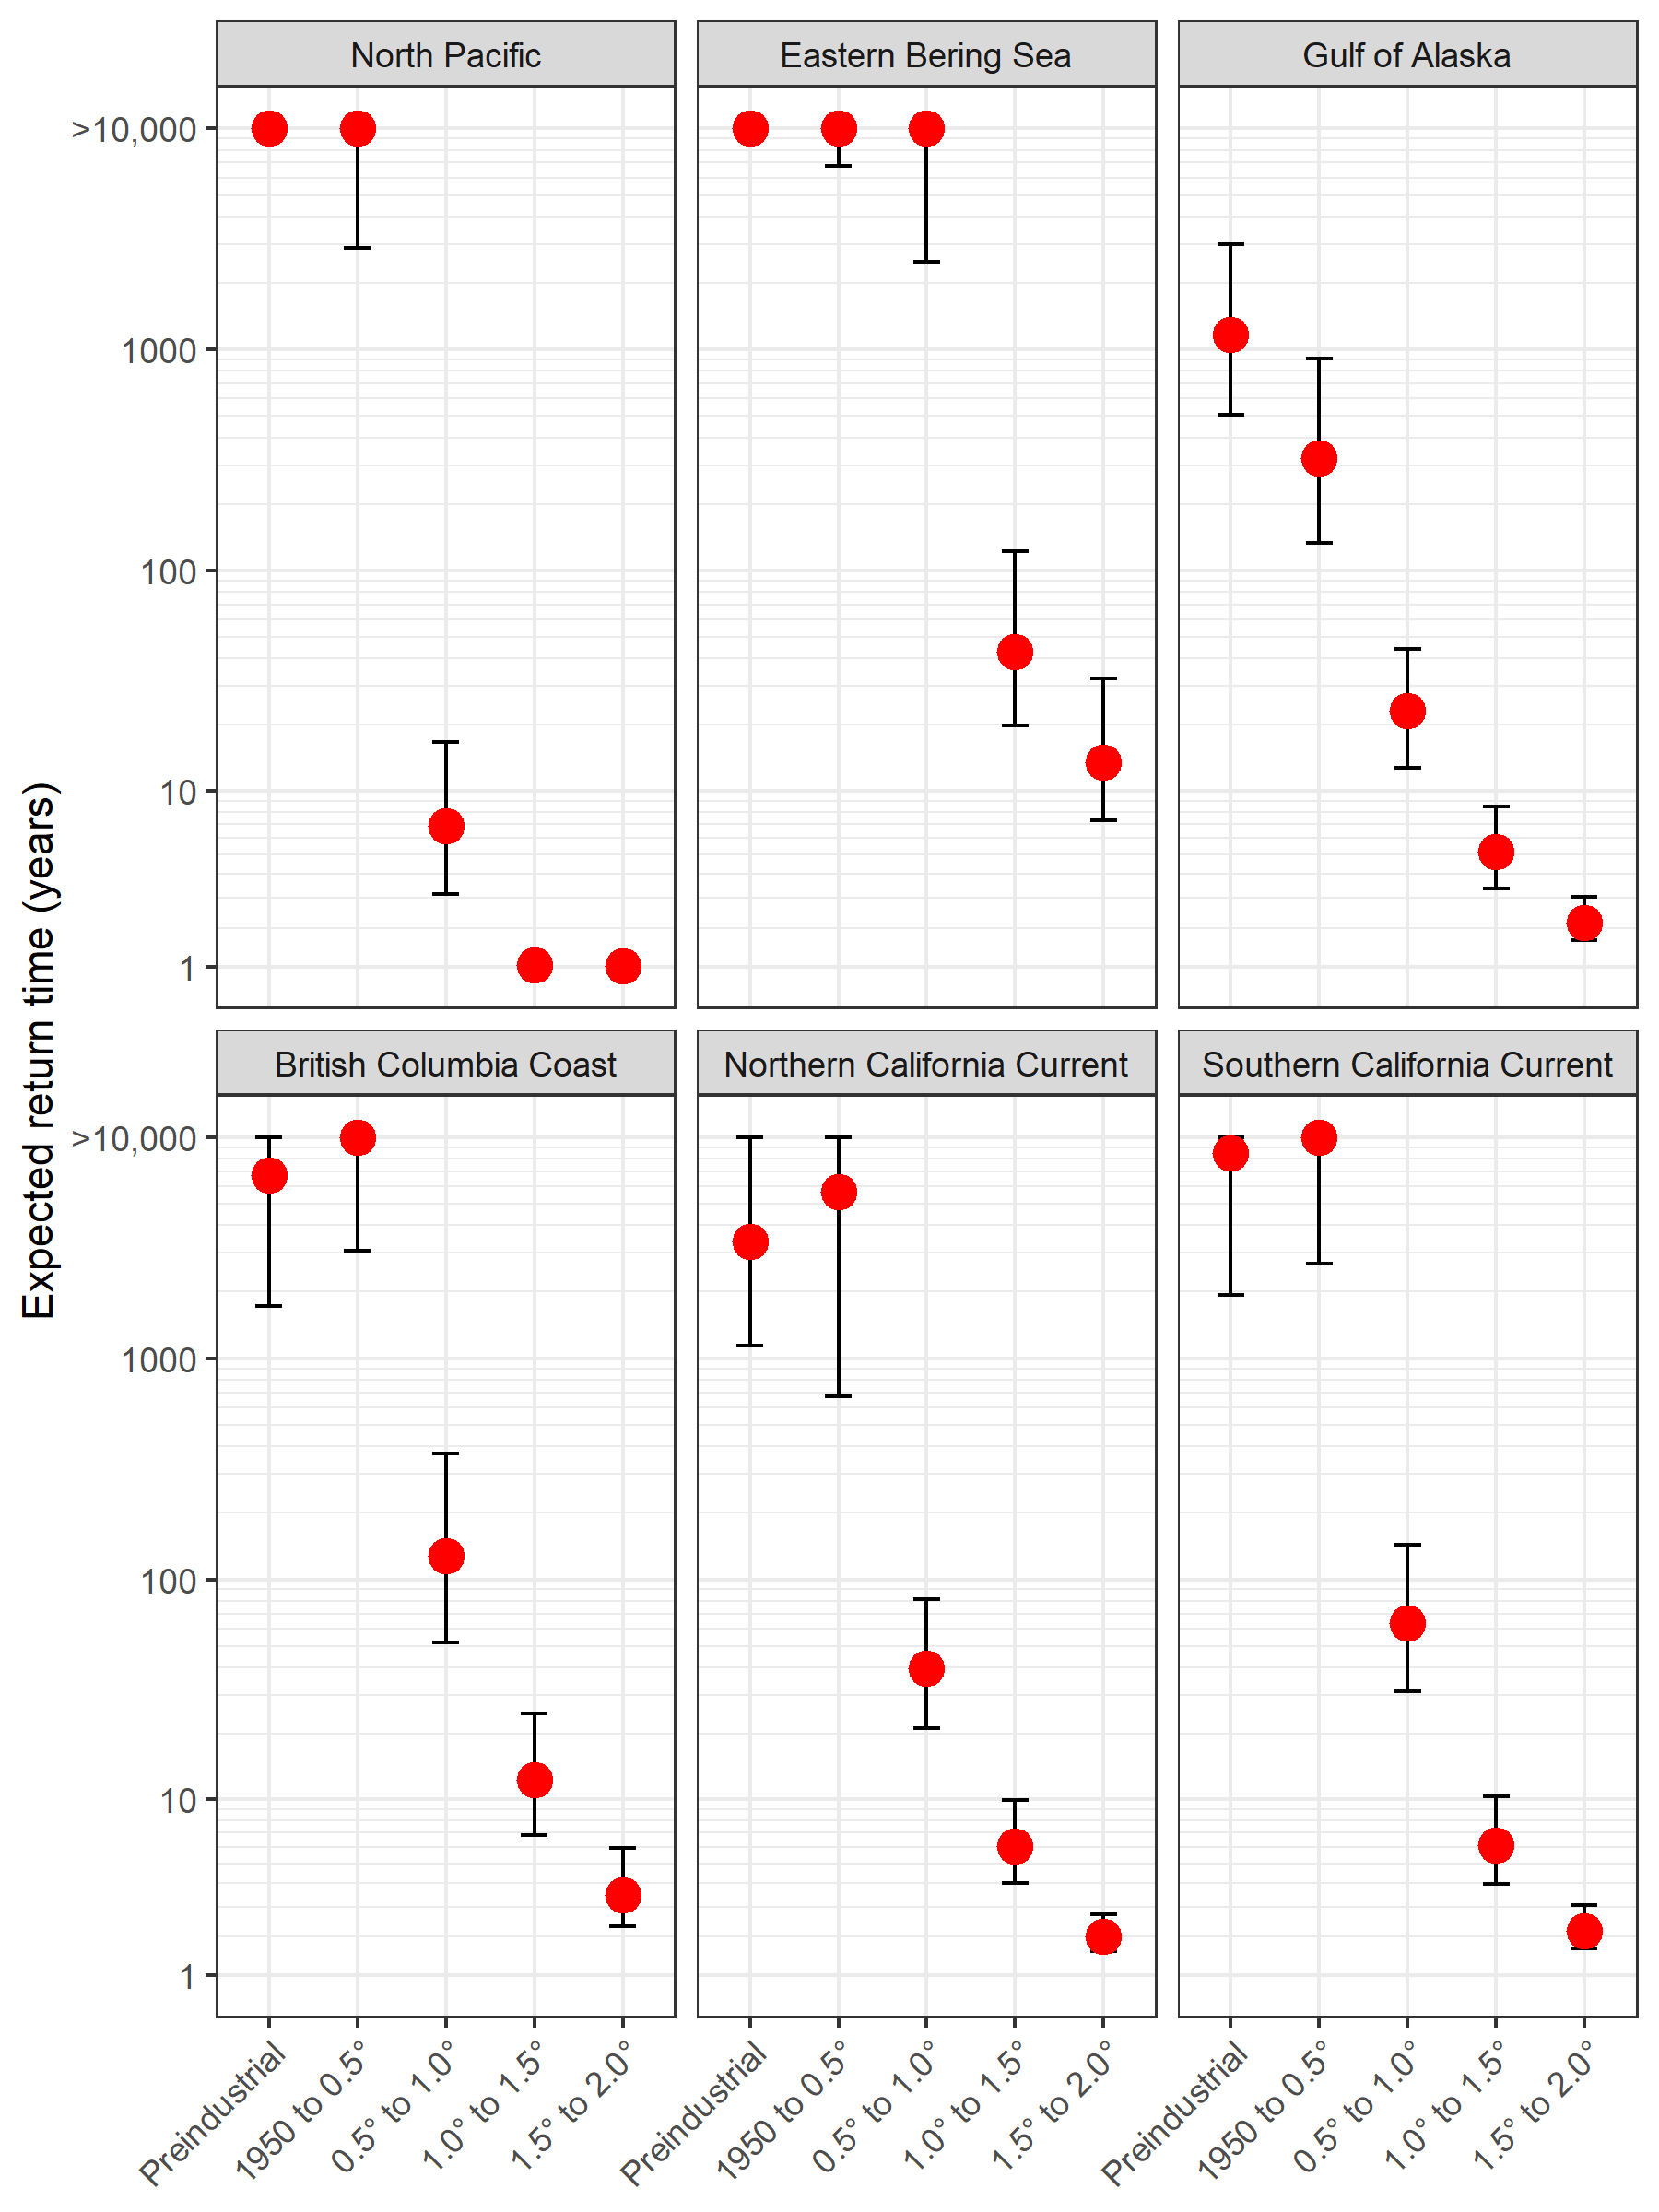 North Pacific
Eastern Bering Sea
Gulf of Alaska
>10,000
1000
100
10
1
British Columbia Coast
Northern California Current
Southern California Current
>10,000
1000
100
10
1
Expected return time (years)
Preindustrial
1950 to 0.5°
0.5° to 1.0°
1.0° to 1.5°
1.5° to 2.0°
Preindustrial
1950 to 0.5°
0.5° to 1.0°
1.0° to 1.5°
1.5° to 2.0°
Preindustrial
1950 to 0.5°
0.5° to 1.0°
1.0° to 1.5°
1.5° to 2.0°